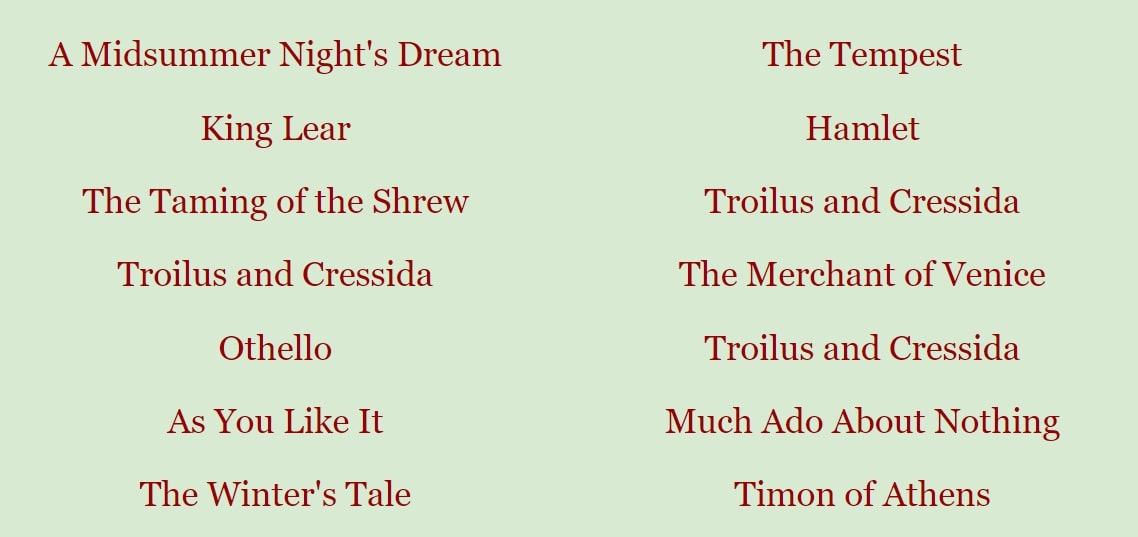 A Midsummer Night's Dream
The Tempest
King Lear
Hamlet
The Taming of the Shrew
Troilus and Cressida
Troilus and Cressida
The Merchant of Venice
Othello
Troilus and Cressida
As You Like It
Much Ado About Nothing
The Winter's Tale
Timon of Athens